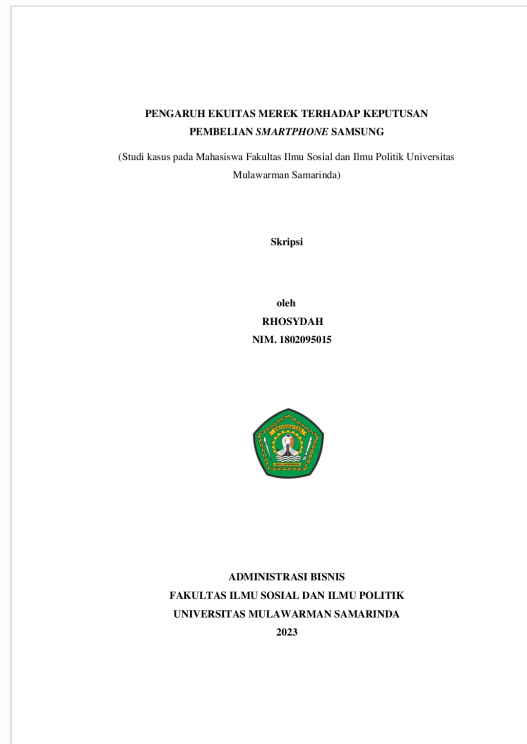 PENGARUH EKUITAS MEREK TERHADAP KEPUTUSAN
PEMBELIAN SMARTPHONE SAMSUNG
(Studi kasus pada Mahasiswa Fakultas Ilmu Sosial dan Ilmu Politik Universitas
Mulawarman Samarinda)
Skripsi
oleh
RHOSYDAH
NIM. 1802095015
UNIVERSITAS
MULAWARMAN
ADMINISTRASI BISNIS
FAKULTAS ILMU SOSIAL DAN ILMU POLITIK
UNIVERSITAS MULAWARMAN SAMARINDA
2023